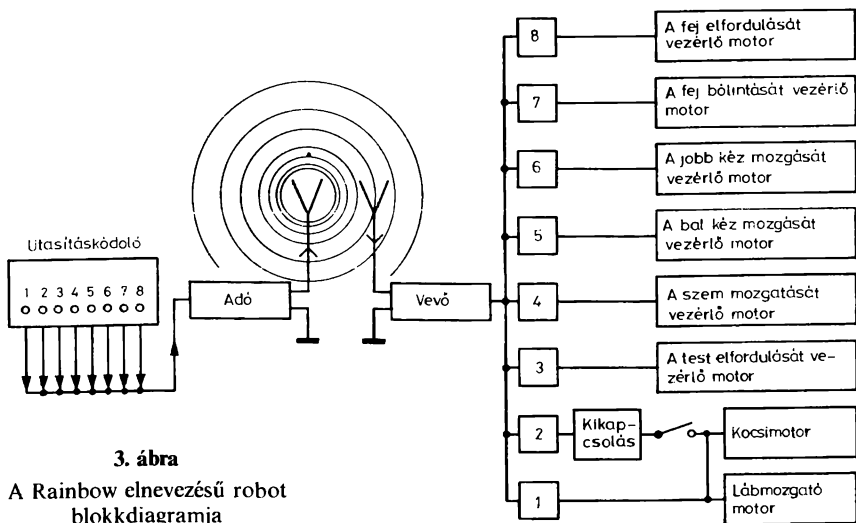 Utasításkódoló
1 2 3 4 5 6 7 8
Adó
Vevő
8
A fej elfordulását
vezérlő motor
7
A fej bólintását vezérlő
motor
6
A jobb kéz mozgását
vezérlő motor
5
A bal kéz mozgását
vezérlő motor
4
A szem mozgatását
vezérlő motor
3
A test elfordulását ve-
zérlő motor
2
Kikap-
csolás
Kocsimotor
1
Lábmozgató
motor
3. ábra
A Rainbow elnevezésű robot
blokkdiagramja